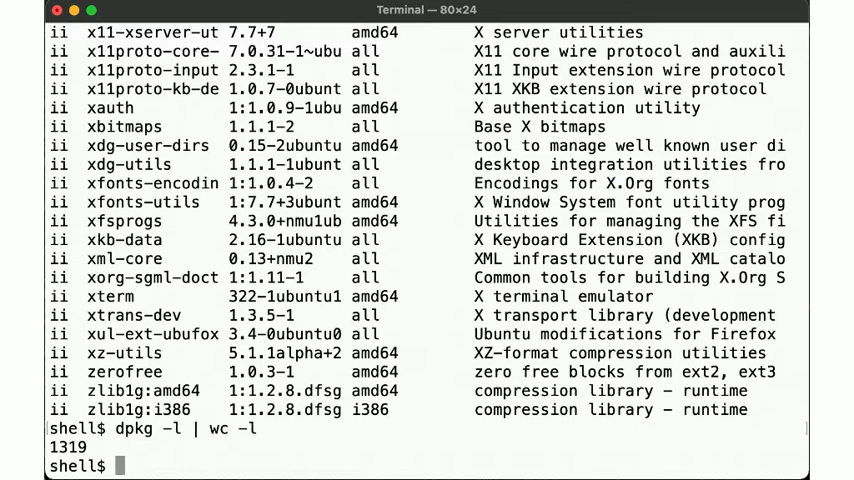 Terminal — 80×24
ii  x11-xserver-ut 7.7+7        amd64        X server utilities
ii  x11proto-core- 7.0.31-1~ubu all          X11 core wire protocol and auxili
ii  x11proto-input 2.3.1-1      all          X11 Input extension wire protocol
ii  x11proto-kb-de 1.0.7-0ubunt all          X11 XKB extension wire protocol
ii  xauth          1:1.0.9-1ubu amd64        X authentication utility
ii  xbitmaps       1.1.1-2      all          Base X bitmaps
ii  xdg-user-dirs  0.15-2ubuntu amd64        tool to manage well known user di
ii  xdg-utils      1.1.1-1ubunt all          desktop integration utilities fro
ii  xfonts-encodin 1:1.0.4-2    all          Encodings for X.Org fonts
ii  xfonts-utils   1:7.7+3ubunt amd64        X Window System font utility prog
ii  xfsprogs       4.3.0+nmu1ub amd64        Utilities for managing the XFS fi
ii  xkb-data       2.16-1ubuntu all          X Keyboard Extension (XKB) config
ii  xml-core       0.13+nmu2    all          XML infrastructure and XML catalo
ii  xorg-sgml-doct 1:1.11-1     all          Common tools for building X.Org S
ii  xterm          322-1ubuntu1 amd64        X terminal emulator
ii  xtrans-dev     1.3.5-1      all          X transport library (development
ii  xul-ext-ubufox 3.4-0ubuntu0 all          Ubuntu modifications for Firefox
ii  xz-utils       5.1.1alpha+2 amd64        XZ-format compression utilities
ii  zerofree       1.0.3-1      amd64        zero free blocks from ext2, ext3
ii  zlib1g:amd64   1:1.2.8.dfsg amd64        compression library - runtime
ii  zlib1g:i386    1:1.2.8.dfsg i386         compression library - runtime
shell$ dpkg -l | wc -l
1319
shell$